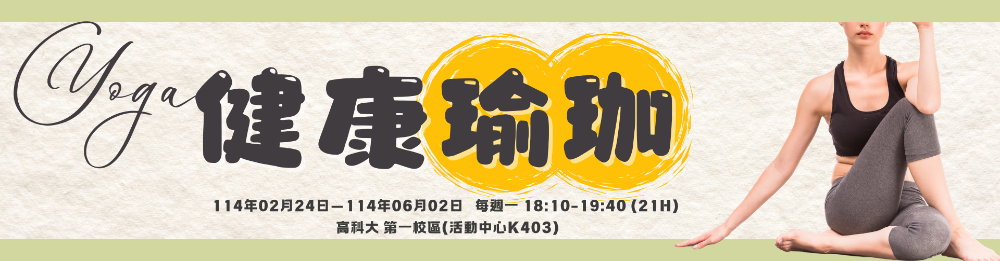 Yoga 健康瑜珈
114年02月24日—114年06月02日 每週一 18:10-19:40 (21H)
高科大 第一校區(活動中心K403)